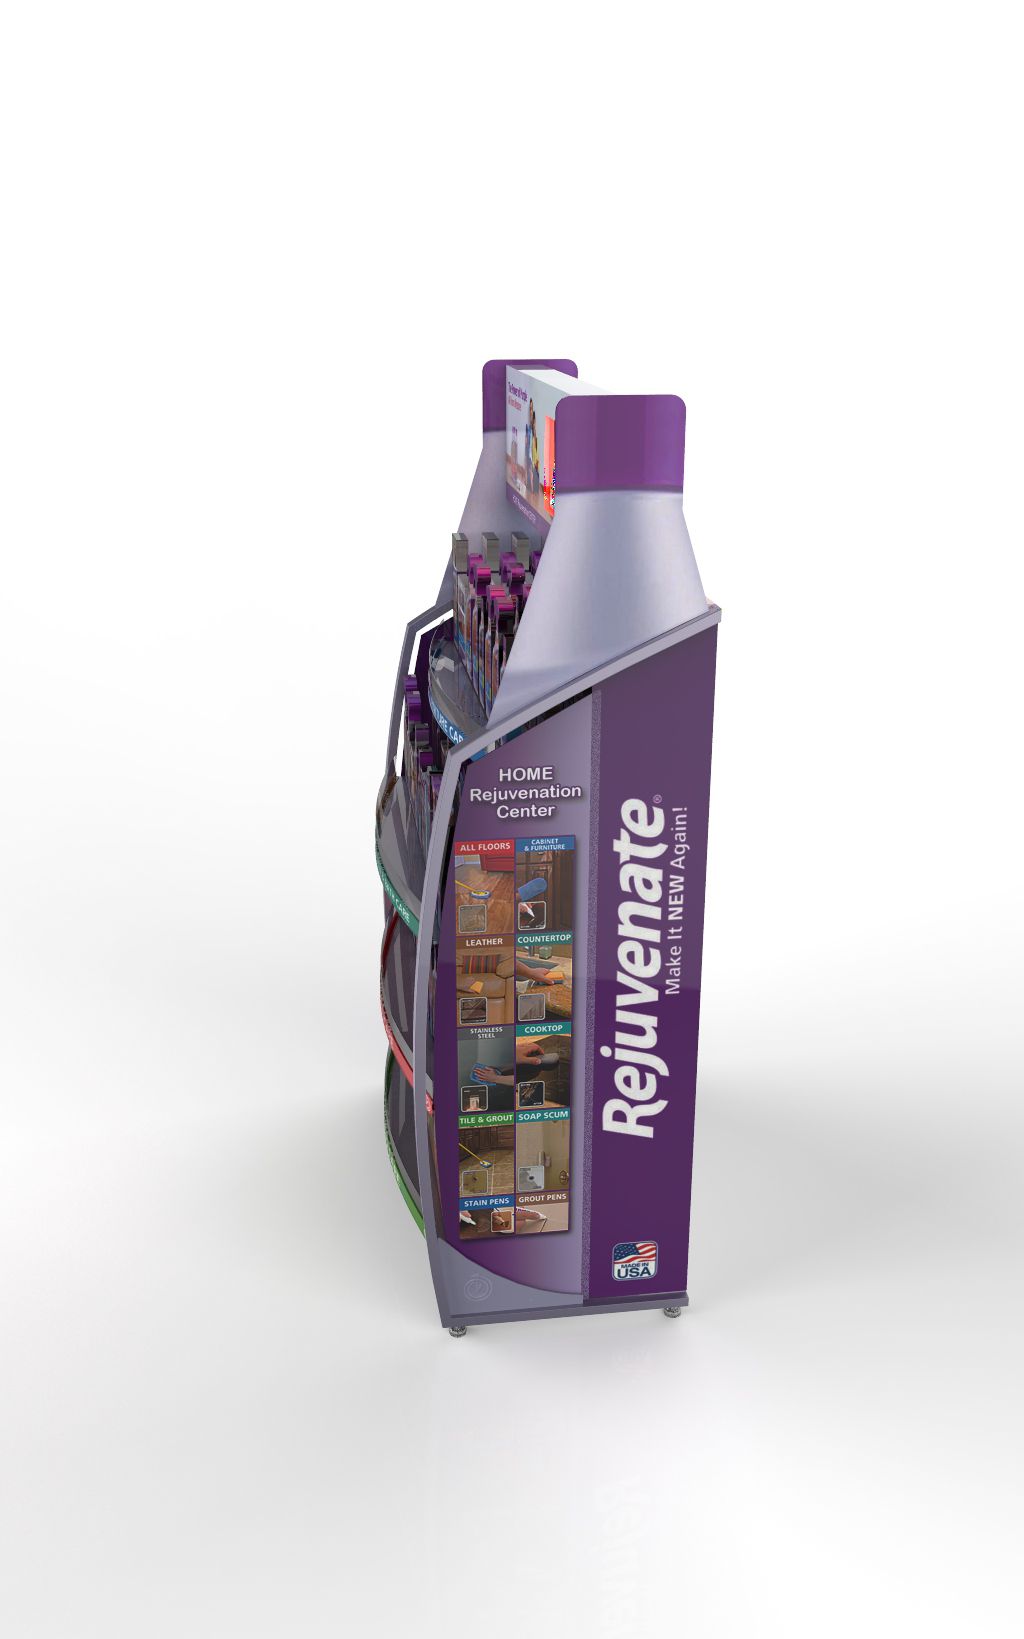 HOME
Rejuvenation
Center
ALL FLOORS
CABINET
& FURNITURE
LEATHER
COUNTERTOP
STAINLESS
STEEL
COOKTOP
TILE & GROUT
SOAP SCUM
STAIN PENS
GROUT PENS
Rejuvenate®
Make It NEW Again!
MADE IN
USA
CARE